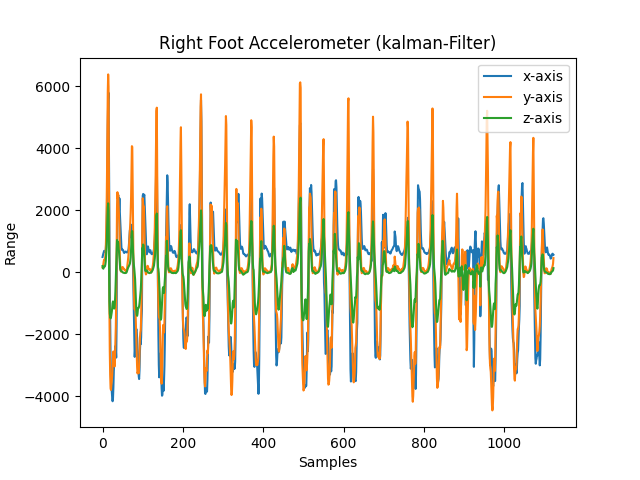 Right Foot Accelerometer (kalman-Filter)
x-axis
y-axis
z-axis
Range
6000
4000
2000
0
−2000
−4000
0 200 400 600 800 1000
Samples